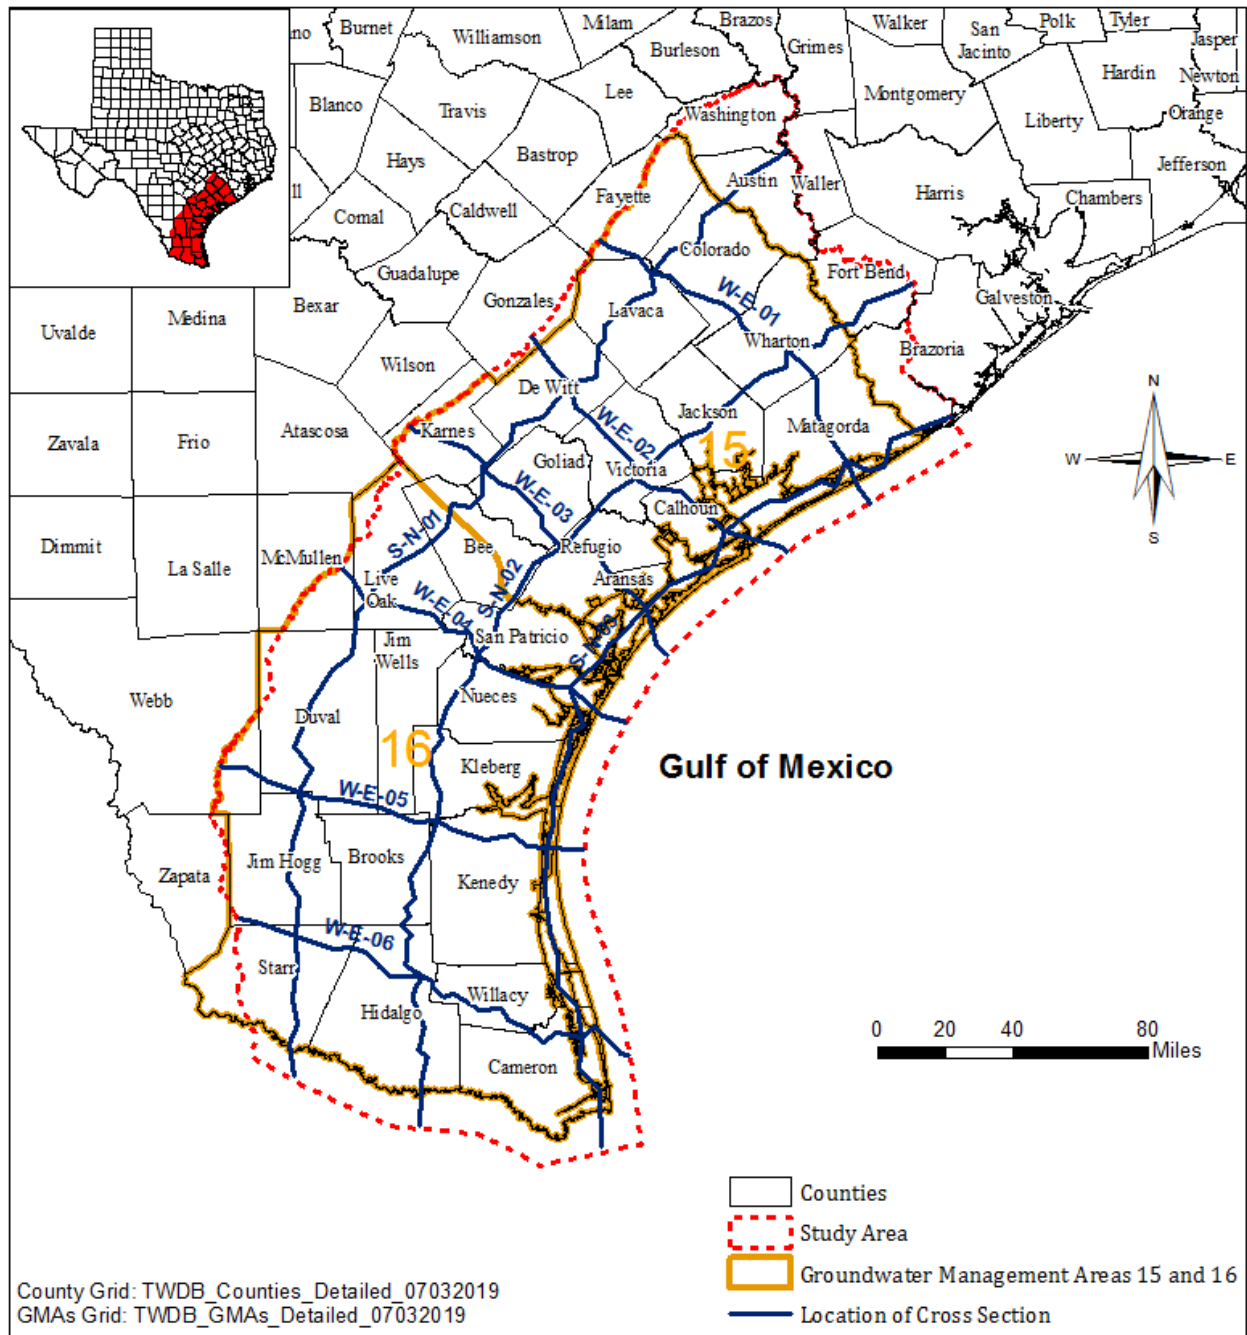 no
Burnet
Williamson
Milam
Brazos
Walker
Polk
Tyler
Burleson
Grimes
San
Jacinto
Jasper
Hardin
Newton
Blanco
Travis
Lee
Washington
Montgomery
Liberty
Orange
Hays
Bastrop
Jefferson
ll
Comal
Caldwell
Fayette
Austin
Waller
Harris
Chambers
Guadalupe
Colorado
Fort Bend
Galveston
Uvalde
Medina
Bexar
Gonzales
Lavaca
W-E-01
Wharton
Brazoria
Wilson
De Witt
Zavala
Frio
Atascosa
Karnes
W-E-02
Jackson
15
Matagorda
Goliad
Victoria
N
W
E
S
Dimmit
La Salle
McMullen
S-N-01
Bee
W-E-03
Refugio
Calhoun
Live
Oak
W-E-04
S-N-02
Aransas
San Patricio
S-N-03
Jim
Wells
Webb
Duval
Nueces
16
Kleberg
Gulf of Mexico
W-E-05
Zapata
Jim Hogg
Brooks
Kenedy
W-E-06
Starr
Hidalgo
Willacy
Cameron
0 20 40 80
Miles
Counties
Study Area
Groundwater Management Areas 15 and 16
Location of Cross Section
County Grid: TWDB_Counties_Detailed_07032019
GMAs Grid: TWDB_GMAs_Detailed_07032019